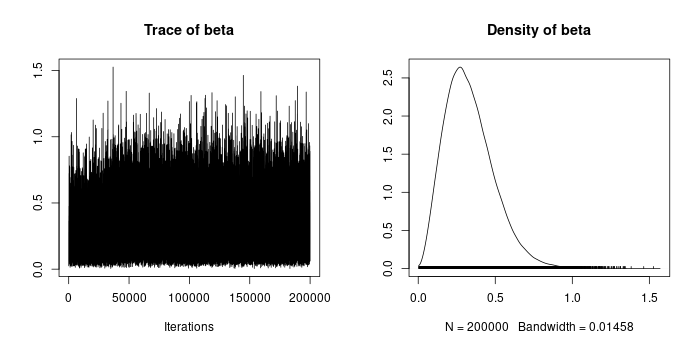 Trace of beta
1.5
1.0
0.5
0.0
0 50000 100000 150000 200000
Iterations
Density of beta
2.5
2.0
1.5
1.0
0.5
0.0
0.0 0.5 1.0 1.5
N = 200000 Bandwidth = 0.01458